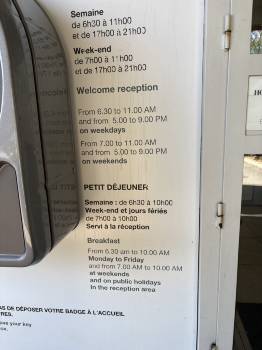 Semaine
de 6h30 à 11h00
et de 17h00 à 21h00
Week-end
de 7h00 à 11h00
et de 17h00 à 21h00
Welcome reception
From 6.30 to 11.00 AM
and from 5.00 to 9.00 PM
on weekdays
From 7.00 to 11.00 AM
and from 5.00 to 9.00 PM
on weekends
PETIT DÉJEUNER
Semaine : de 6h30 à 10h00
Week-end et jours fériés
de 7h00 à 10h00
Servi à la réception
Breakfast
From 6.30 am to 10.00 AM
Monday to Friday
and from 7.00 AM to 10.00 AM
at weekends
and on public holidays
In the reception area
DE DÉPOSER VOTRE BADGE À L'ACCUEIL
your key